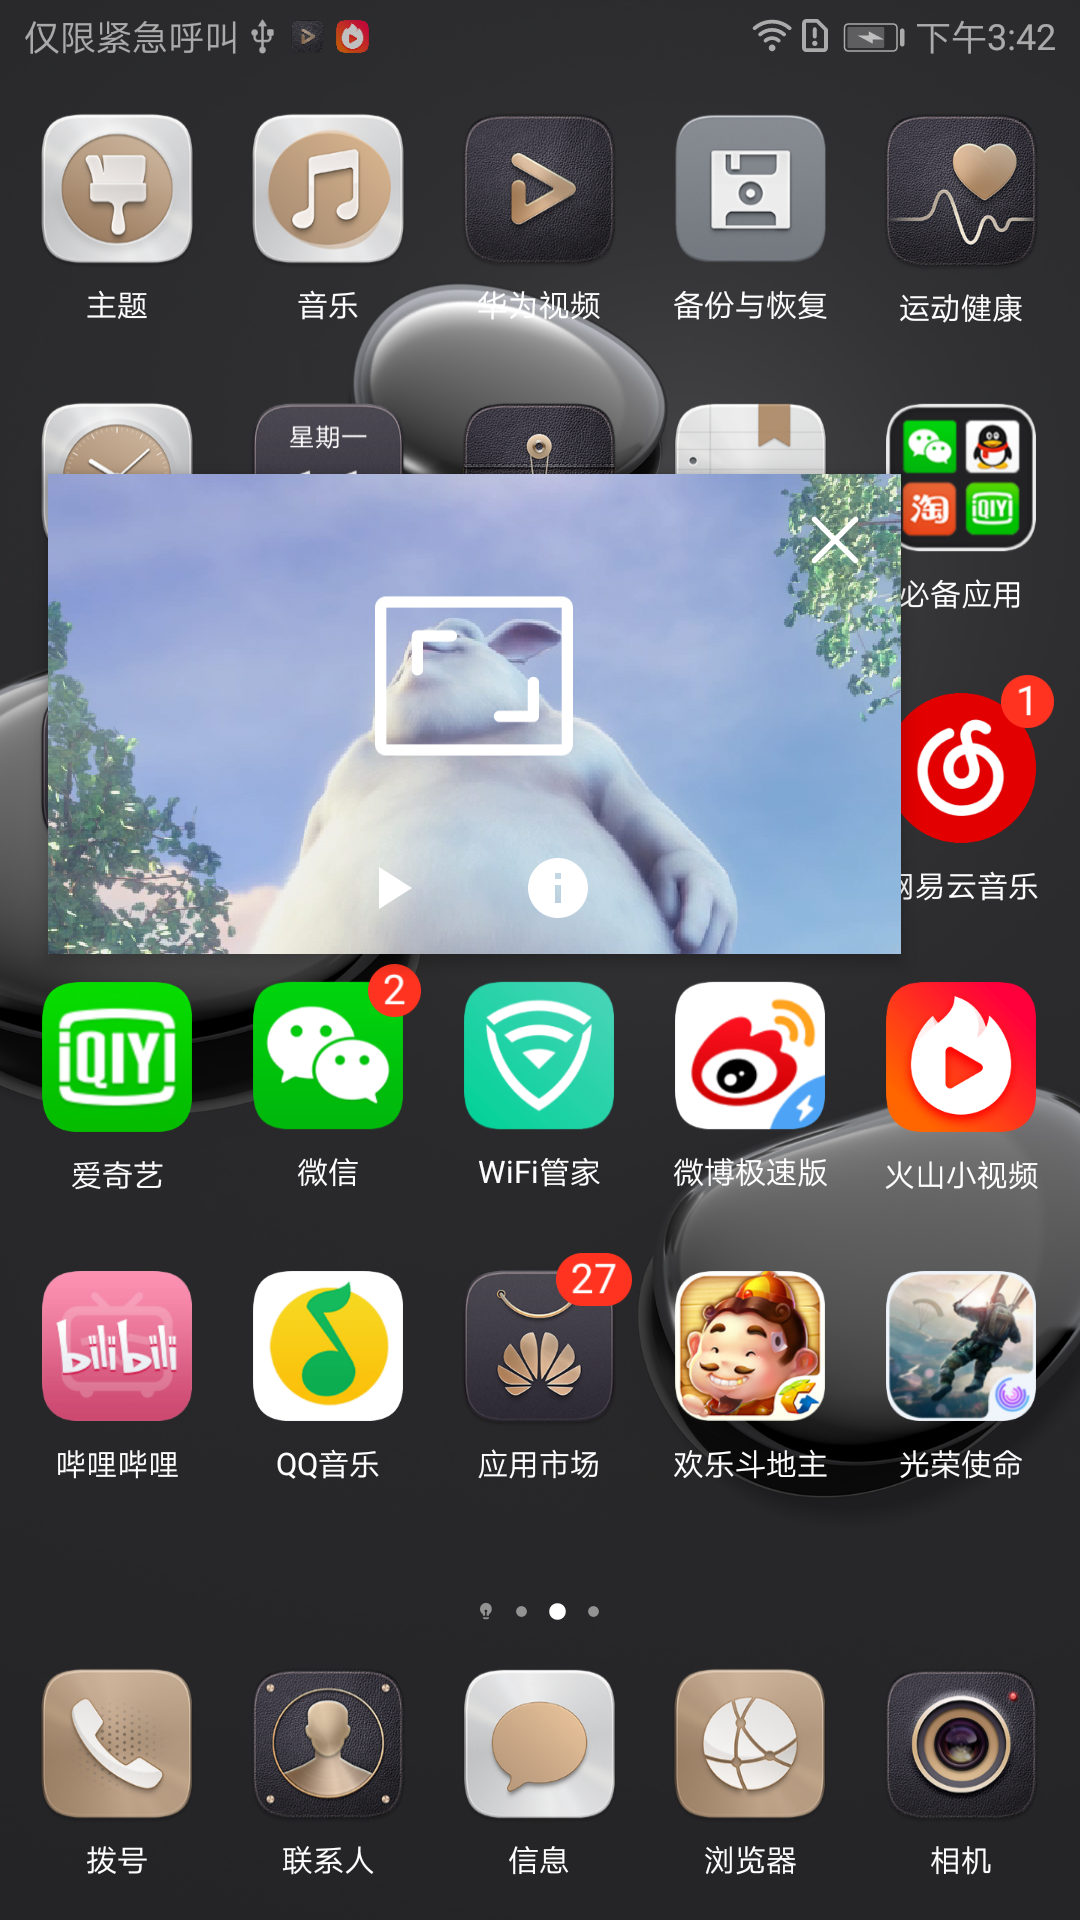 仅限紧急呼叫 下午3:42
主题 音乐 华为视频 备份与恢复 运动健康
星期一
淘 iQIYI
必备应用
1
网易云音乐
iQIYI 2
爱奇艺 微信 WiFi管家 微博极速版 火山小视频
bilibili 27
哔哩哔哩 QQ音乐 应用市场 欢乐斗地主 光荣使命
拨号 联系人 信息 浏览器 相机